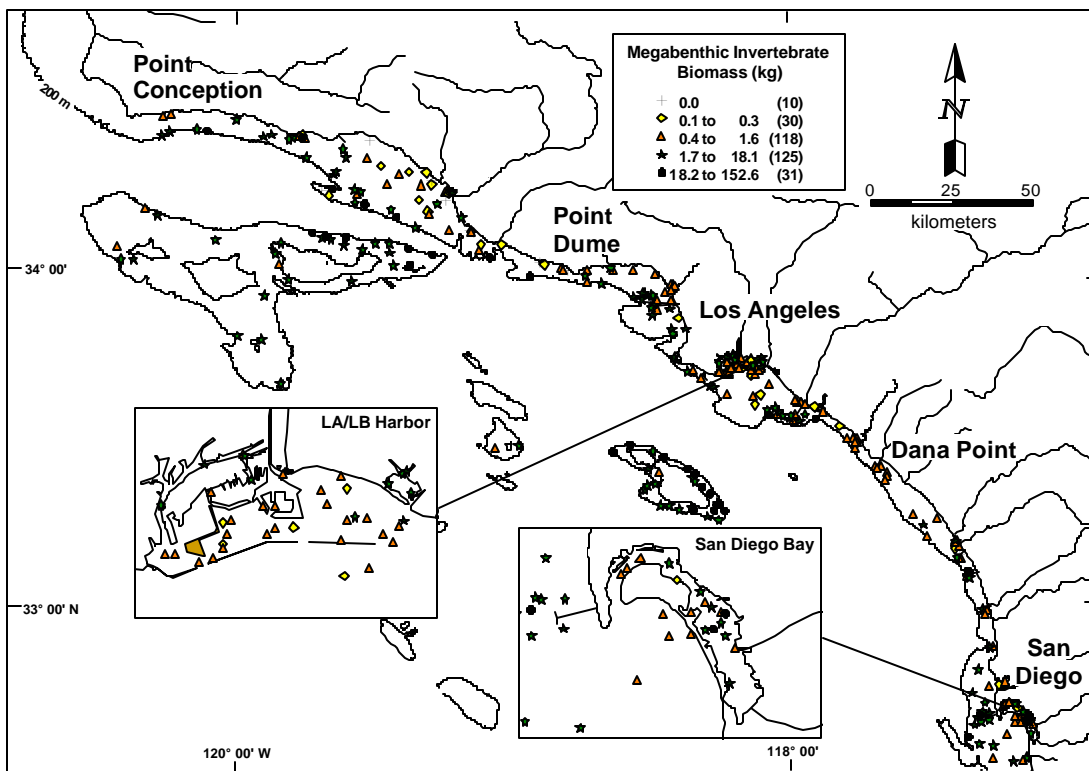 Point
Conception
200 m
Megabenthic Invertebrate
Biomass (kg)
0.0 (10)
0.1 to 0.3 (30)
0.4 to 1.6 (118)
1.7 to 18.1 (125)
18.2 to 152.6 (31)
N
0 25 50
kilometers
Point
Dume
34° 00'
Los Angeles
LA/LB Harbor
Dana Point
San Diego Bay
33° 00' N
San
Diego
120° 00' W
118° 00'